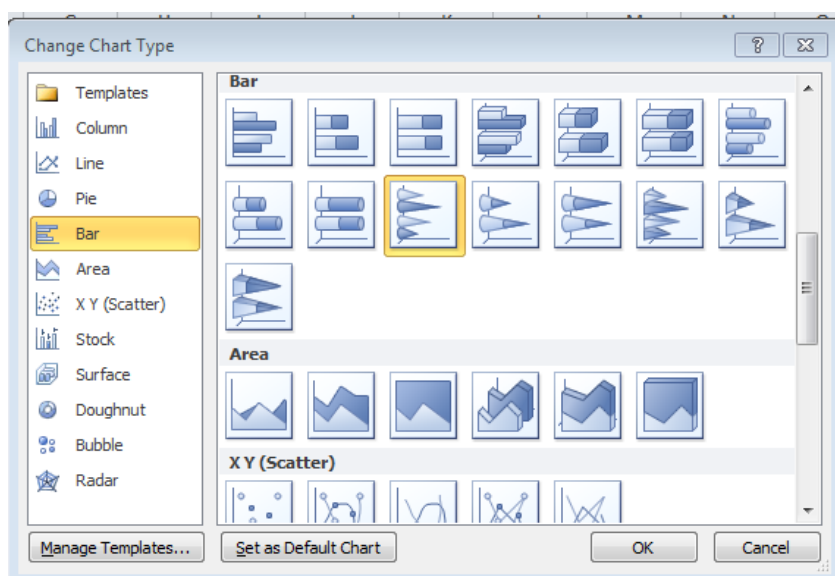 Change Chart Type
Templates
Column
Line
Pie
Bar
Area
X Y (Scatter)
Stock
Surface
Doughnut
Bubble
Radar
Bar
Area
X Y (Scatter)
Manage Templates...
Set as Default Chart
OK
Cancel